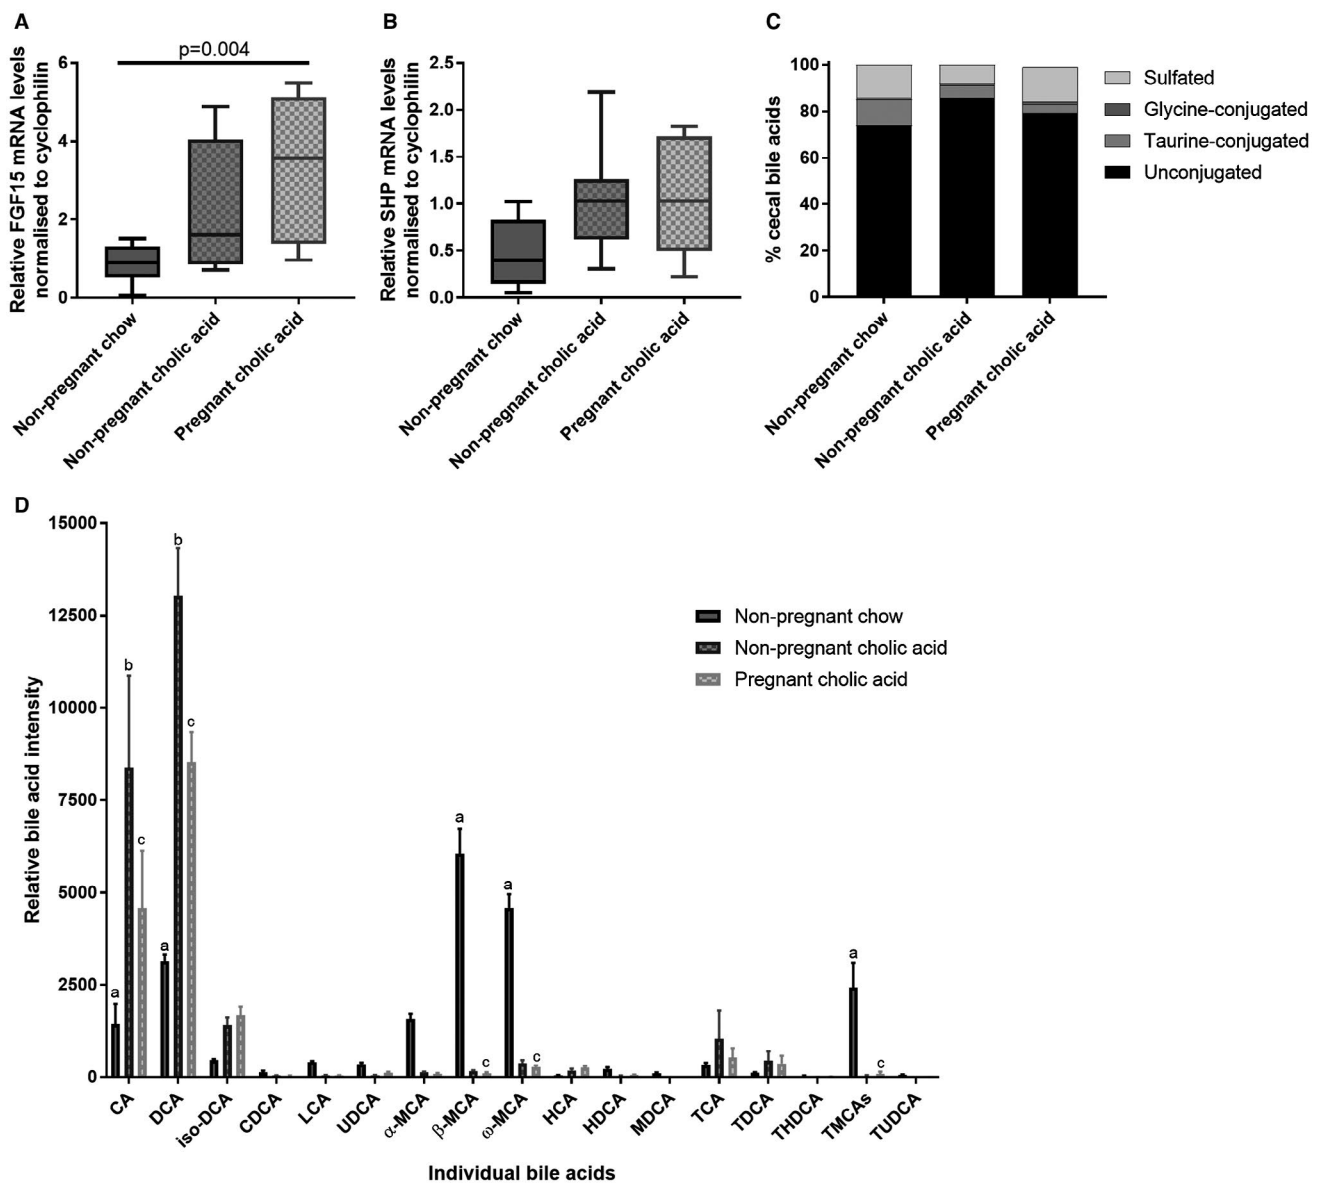 A
Relative FGF15 mRNA levels
normalised to cyclophilin
p=0.004
6
4
2
0
Non-pregnant chow
Non-pregnant cholic acid
Pregnant cholic acid
B
Relative SHP mRNA levels
normalised to cyclophilin
2.5
2.0
1.5
1.0
0.5
0.0
Non-pregnant chow
Non-pregnant cholic acid
Pregnant cholic acid
C
% cecal bile acids
100
80
60
40
20
0
Non-pregnant chow
Non-pregnant cholic acid
Pregnant cholic acid
Sulfated
Glycine-conjugated
Taurine-conjugated
Unconjugated
D
Relative bile acid intensity
15000
12500
10000
7500
5000
2500
0
a
b
c
a
b
c
a
c
a
c
a
c
Non-pregnant chow
Non-pregnant cholic acid
Pregnant cholic acid
CA
DCA
iso-DCA
CDCA
LCA
UDCA
α-MCA
β-MCA
ω-MCA
HCA
HDCA
MDCA
TCA
TDCA
THDCA
TMCAs
TUDCA
Individual bile acids